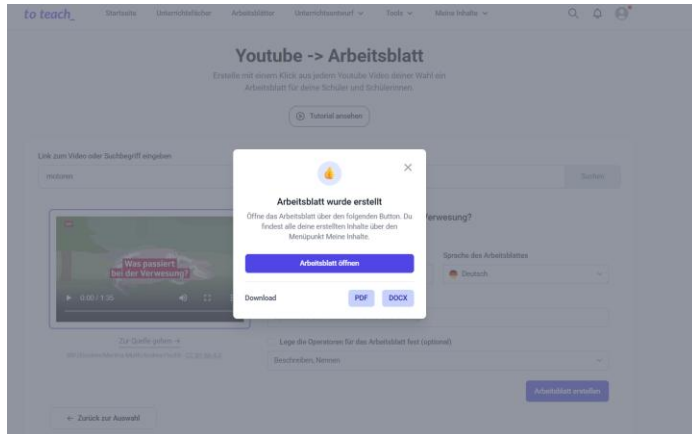 to teach_ Startseite Unterrichtsfächer Arbeitsblätter Unterrichtsentwurf Tools Meine Inhalte
Youtube -> Arbeitsblatt
Erstelle mit einem Klick aus jedem Youtube Video deiner Wahl ein
Arbeitsblatt für deine Schüler und Schülerinnen.
Tutorial ansehen
Link zum Video oder Suchbegriff eingeben
Suchen
Arbeitsblatt wurde erstellt
Öffne das Arbeitsblatt über den folgenden Button. Du
findest alle deine erstellten Inhalte über den
Menüpunkt Meine Inhalte.
Arbeitsblatt öffnen
Download PDF DOCX
Verwesung?
Sprache des Arbeitsblattes
Deutsch
Was passiert
bei der Verwesung?
0:00 / 1:35
Zur Quelle gehen →
Lege die Operatoren für das Arbeitsblatt fest (optional)
Beschreiben, Nennen
Arbeitsblatt erstellen
← Zurück zur Auswahl